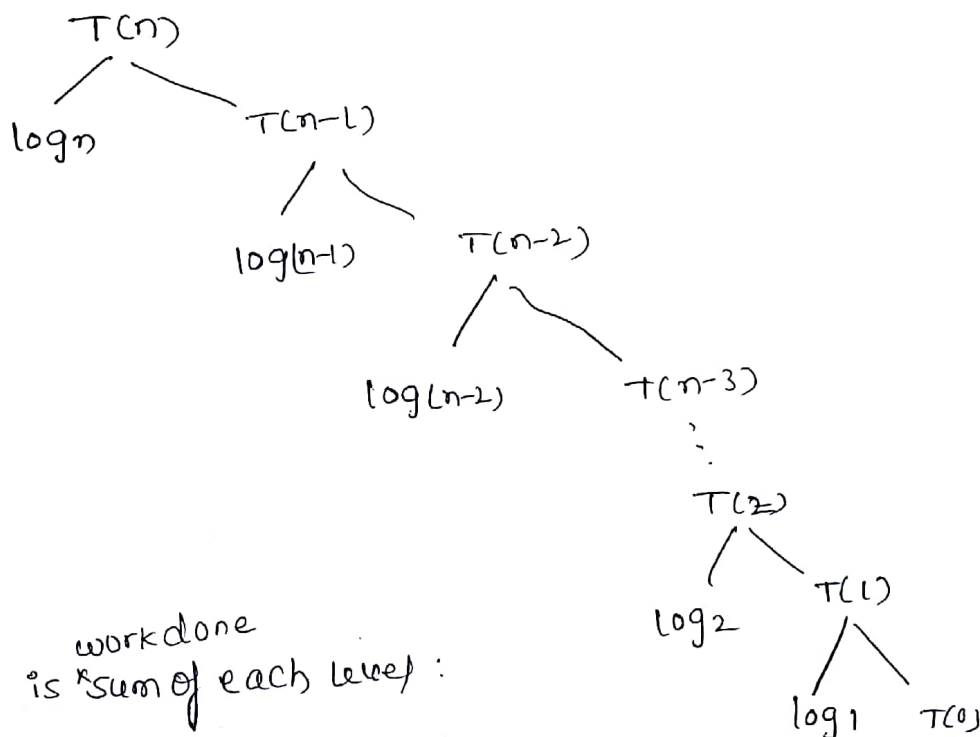 T(n)
logn
T(n-1)
log(n-1)
T(n-2)
log(n-2)
T(n-3)
T(2)
log2
T(1)
log1
T(0)
workdone
is sum of each level :